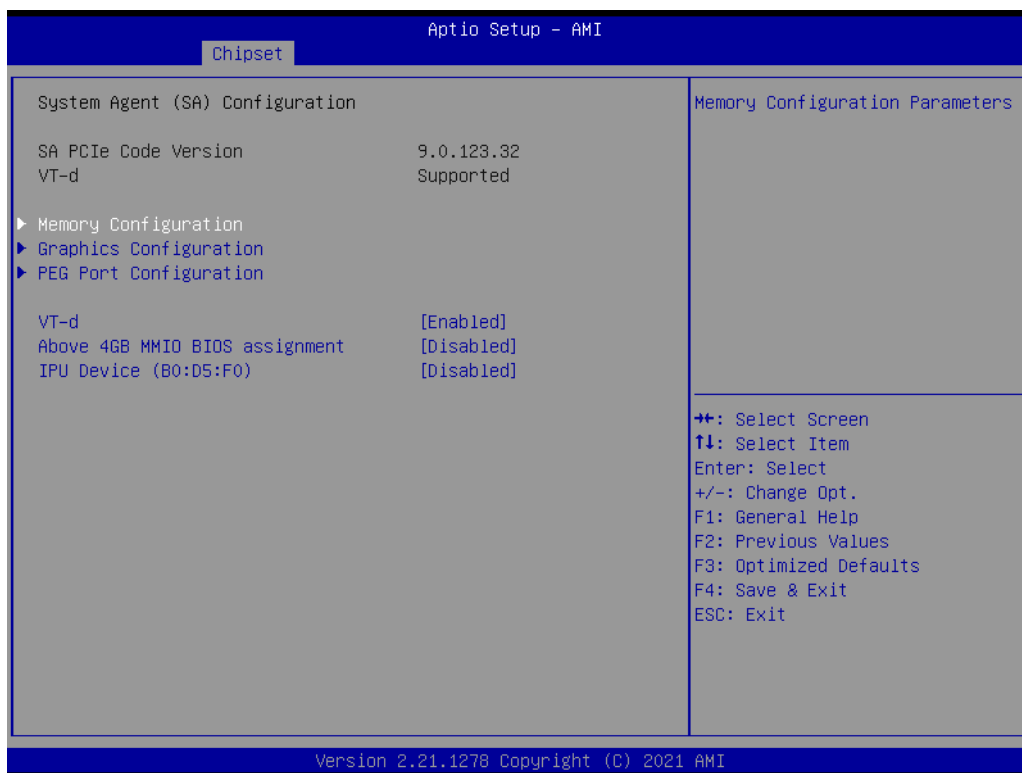 Aptio Setup - AMI
Chipset
System Agent (SA) Configuration
SA PCIe Code Version 9.0.123.32
VT-d Supported
Memory Configuration
Graphics Configuration
PEG Port Configuration
VT-d [Enabled]
Above 4GB MMIO BIOS assignment [Disabled]
IPU Device (B0:D5:F0) [Disabled]
Memory Configuration Parameters
→←: Select Screen
↑↓: Select Item
Enter: Select
+/-: Change Opt.
F1: General Help
F2: Previous Values
F3: Optimized Defaults
F4: Save & Exit
ESC: Exit
Version 2.21.1278 Copyright (C) 2021 AMI